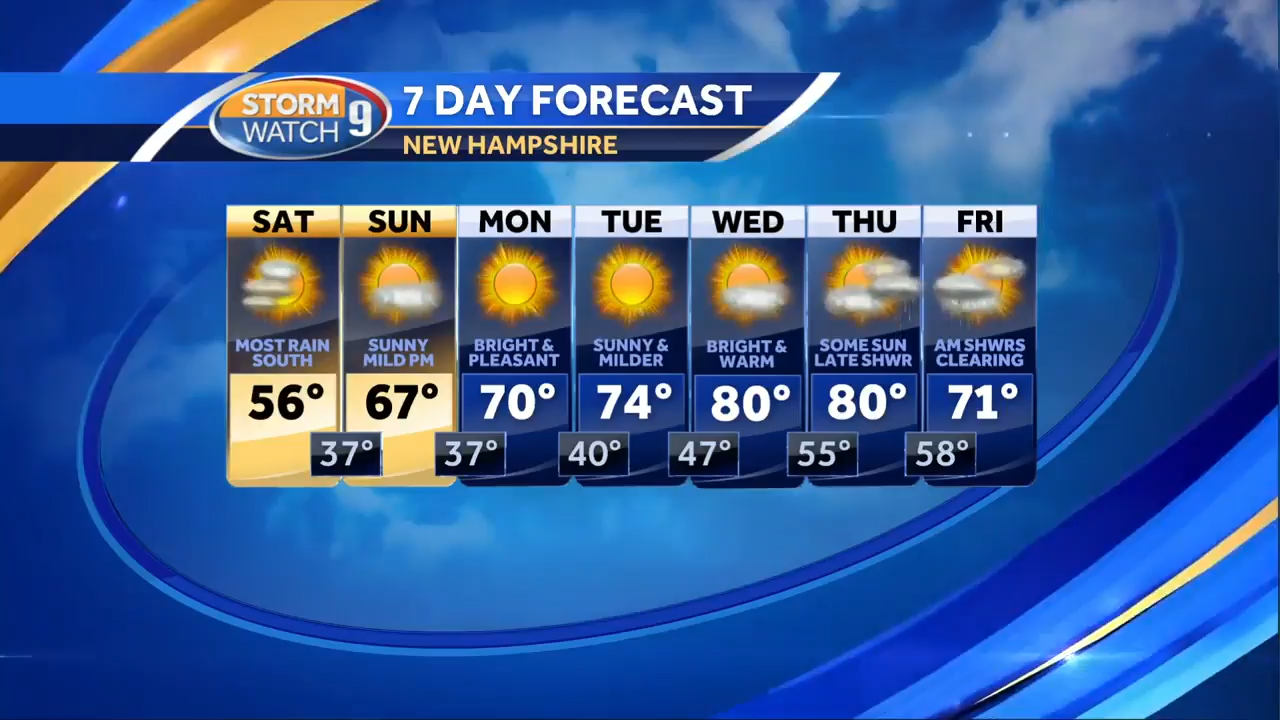 STORM
WATCH 9
7 DAY FORECAST
NEW HAMPSHIRE
SAT SUN MON TUE WED THU FRI
MOST RAIN SUNNY BRIGHT & SUNNY & BRIGHT & SOME SUN AM SHWRS
SOUTH MILD PM PLEASANT MILDER WARM LATE SHWR CLEARING
56° 67° 70° 74° 80° 80° 71°
37° 37° 40° 47° 55° 58°